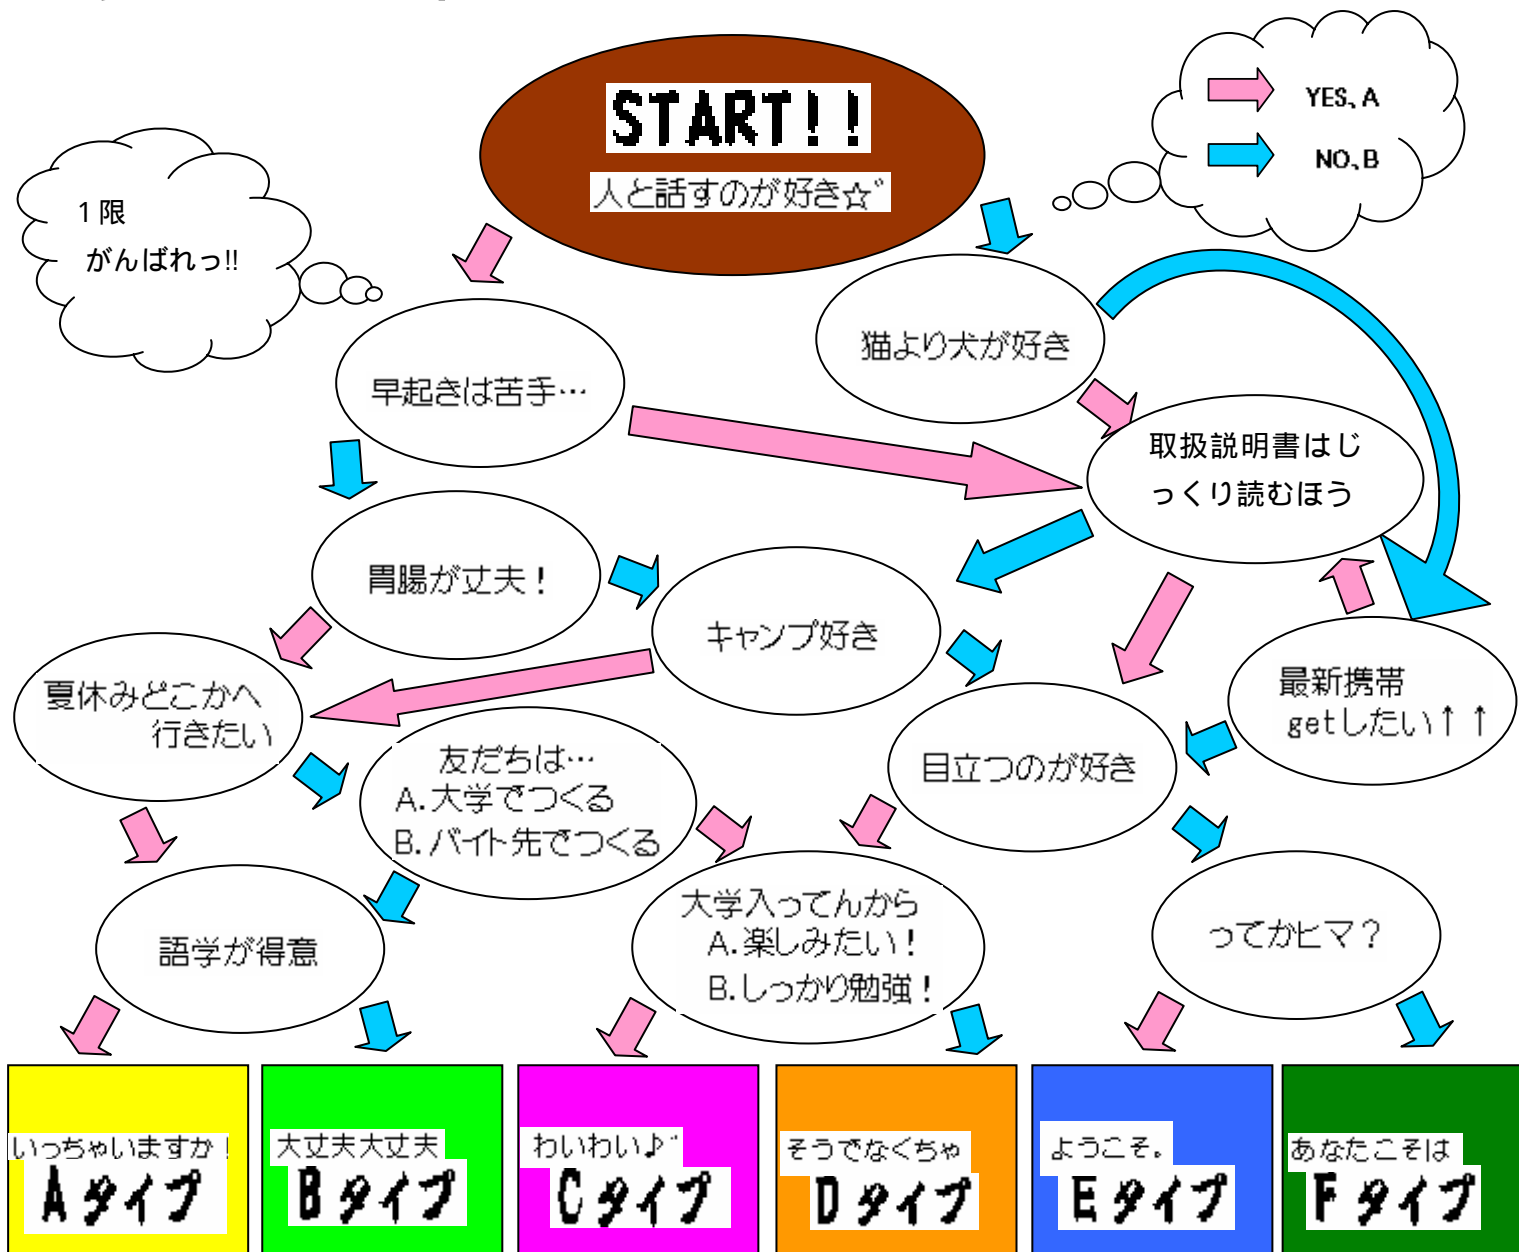 START!!
人と話すのが好き☆゛
YES、A
NO、B
1限
がんばれっ!!
猫より犬が好き
早起きは苦手…
取扱説明書はじ
っくり読むほう
胃腸が丈夫！
キャンプ好き
夏休みどこかへ
行きたい
最新携帯
getしたい↑↑
友だちは…
A.大学でつくる
B.バイト先でつくる
目立つのが好き
語学が得意
大学入ってんから
A.楽しみたい！
B.しっかり勉強！
ってかヒマ？
いっちゃいますか！
Aタイプ
大丈夫大丈夫
Bタイプ
わいわい♪゛
Cタイプ
そうでなくちゃ
Dタイプ
ようこそ。
Eタイプ
あなたこそは
Fタイプ